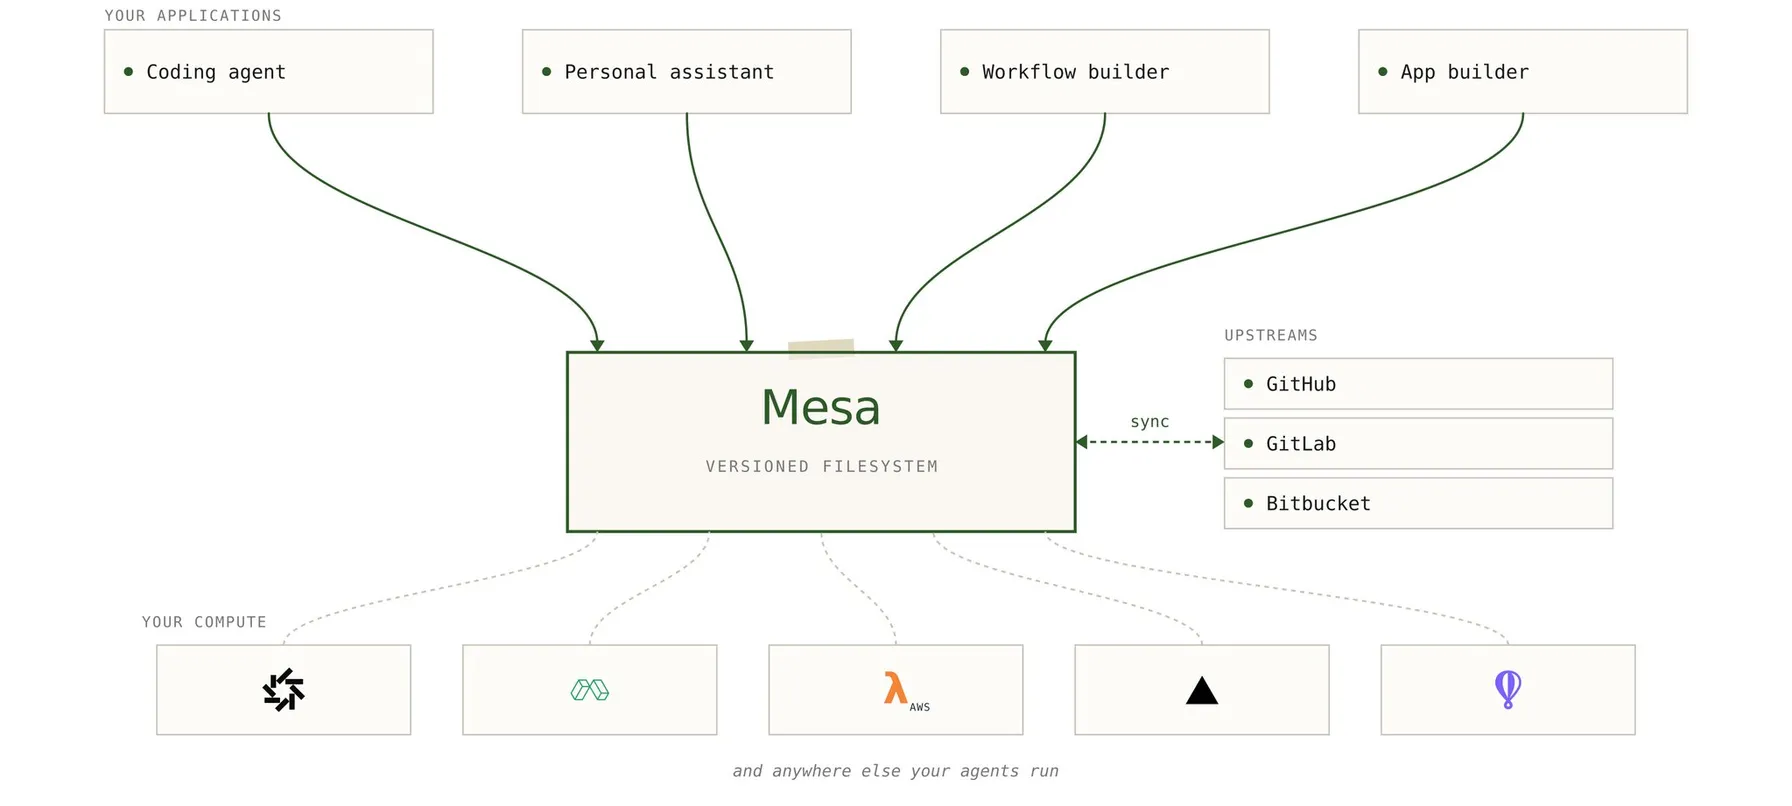 YOUR APPLICATIONS
Coding agent
Personal assistant
Workflow builder
App builder
UPSTREAMS
GitHub
Mesa
sync
GitLab
VERSIONED FILESYSTEM
Bitbucket
YOUR COMPUTE
λ
AWS
and anywhere else your agents run